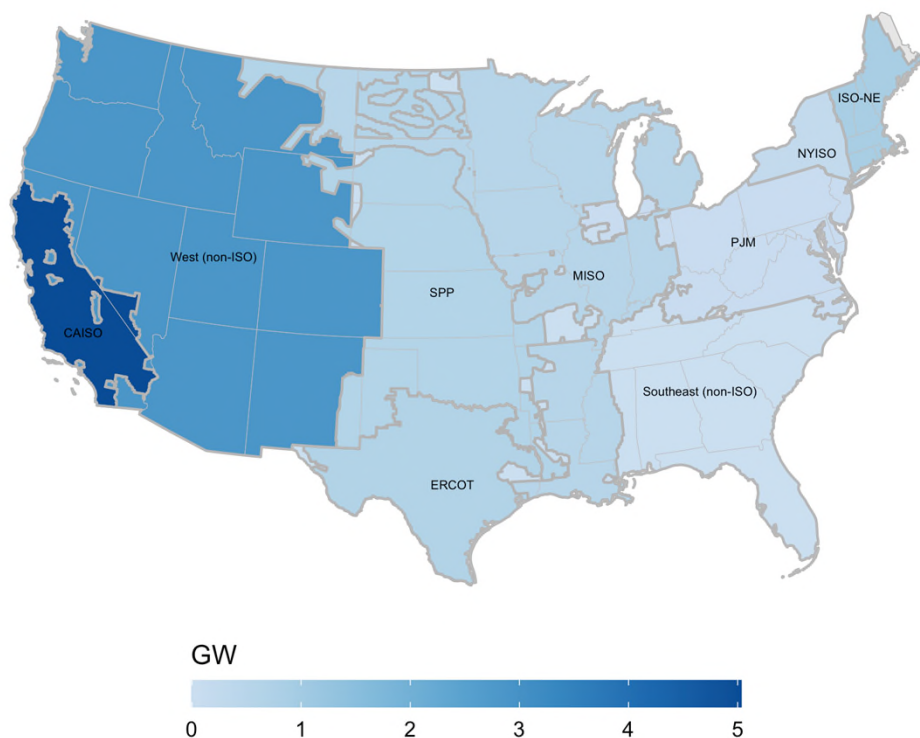 ISO-NE
NYISO
PJM
West (non-ISO)
MISO
SPP
CAISO
Southeast (non-ISO)
ERCOT
GW
0 1 2 3 4 5